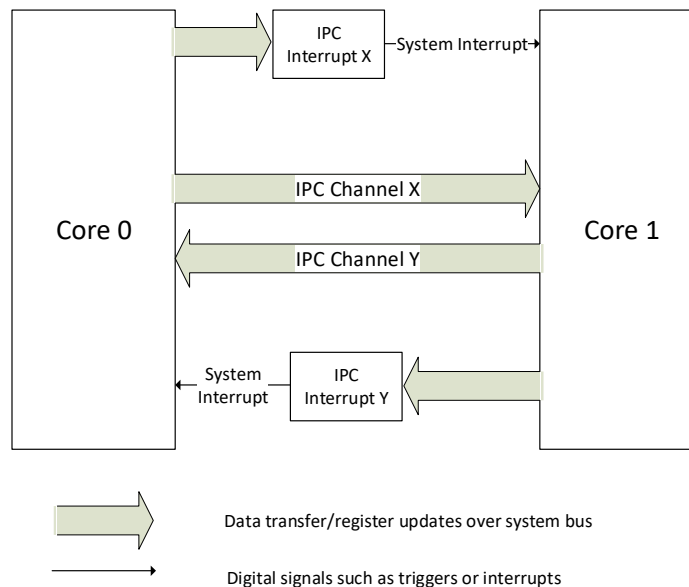 IPC
Interrupt X
System Interrupt
IPC Channel X
Core 0
Core 1
IPC Channel Y
System
Interrupt
IPC
Interrupt Y
Data transfer/register updates over system bus
Digital signals such as triggers or interrupts